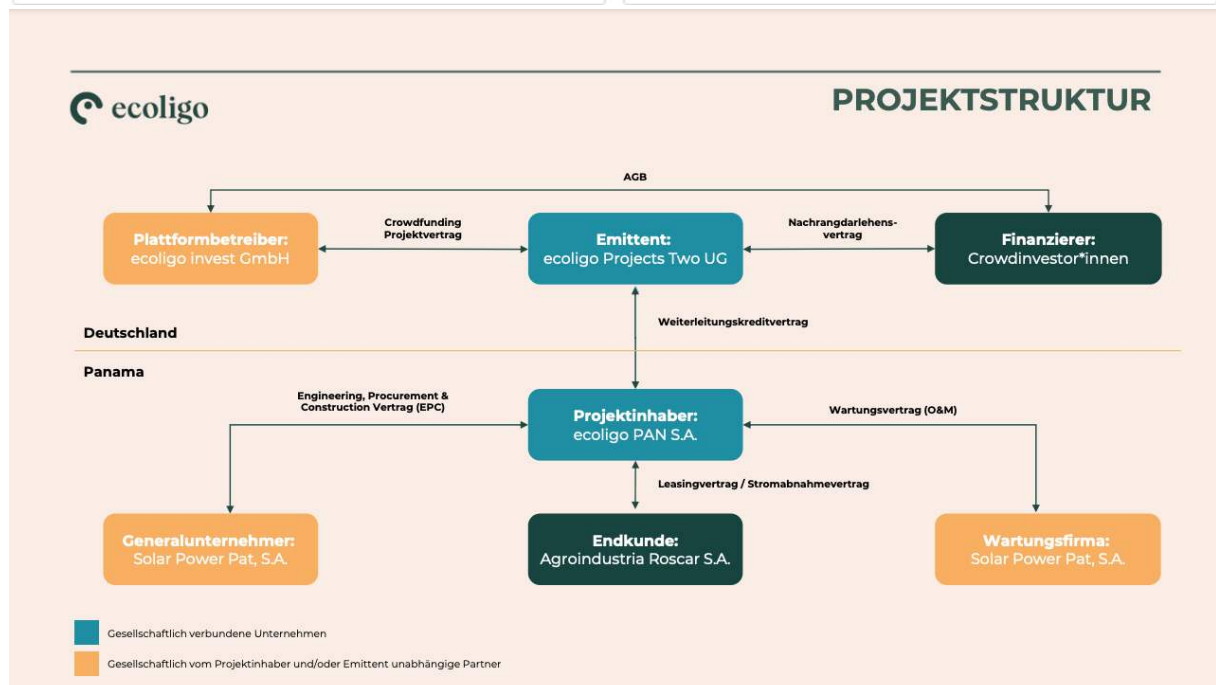 ecoligo
PROJEKTSTRUKTUR
AGB
Plattformbetreiber:
ecoligo invest GmbH
Crowdfunding
Projektvertrag
Emittent:
ecoligo Projects Two UG
Nachrangdarlehens-
vertrag
Finanzierer:
Crowdinvestor*innen
Weiterleitungskreditvertrag
Deutschland
Panama
Engineering, Procurement &
Construction Vertrag (EPC)
Projektinhaber:
ecoligo PAN S.A.
Wartungsvertrag (O&M)
Leasingvertrag / Stromabnahmevertrag
Generalunternehmer:
Solar Power Pat, S.A.
Endkunde:
Agroindustria Roscar S.A.
Wartungsfirma:
Solar Power Pat, S.A.
Gesellschaftlich verbundene Unternehmen
Gesellschaftlich vom Projektinhaber und/oder Emittent unabhängige Partner